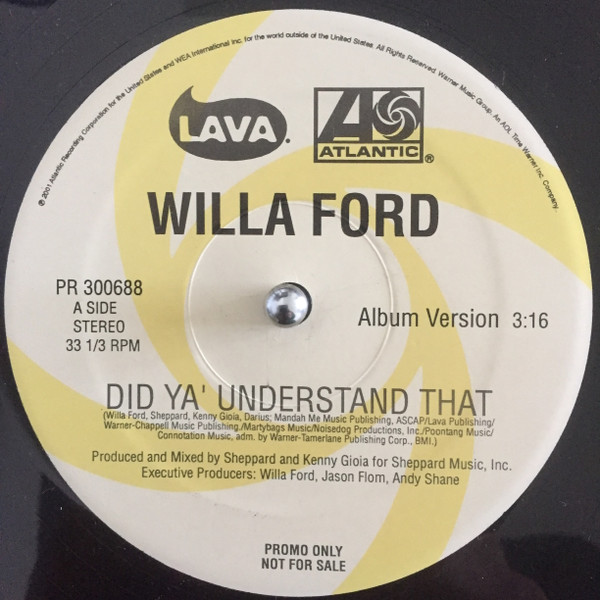 ℗ 2001 Atlantic Recording Corporation for the United States and WEA International Inc. for the world outside of the United States. All Rights Reserved. Warner Music Group. An AOL Time Warner Inc. Company.
LAVA.
ATLANTIC®
WILLA FORD
PR 300688
A SIDE
STEREO
33 1/3 RPM
Album Version 3:16
DID YA' UNDERSTAND THAT
(Willa Ford, Sheppard, Kenny Gioia, Darius; Mandah Me Music Publishing, ASCAP/Lava Publishing/
Warner-Chappell Music Publishing./Martybags Music/Noisedog Productions, Inc./Poontang Music/
Connotation Music, adm. by Warner-Tamerlane Publishing Corp., BMI.)
Produced and Mixed by Sheppard and Kenny Gioia for Sheppard Music, Inc.
Executive Producers: Willa Ford, Jason Flom, Andy Shane
PROMO ONLY
NOT FOR SALE